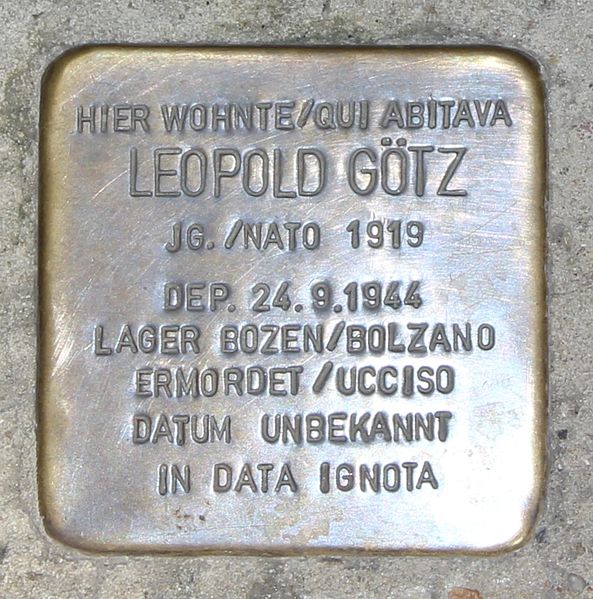 HIER WOHNTE/QUI ABITAVA
LEOPOLD GÖTZ
JG./NATO 1919
DEP. 24.9.1944
LAGER BOZEN/BOLZANO
ERMORDET/UCCISO
DATUM UNBEKANNT
IN DATA IGNOTA